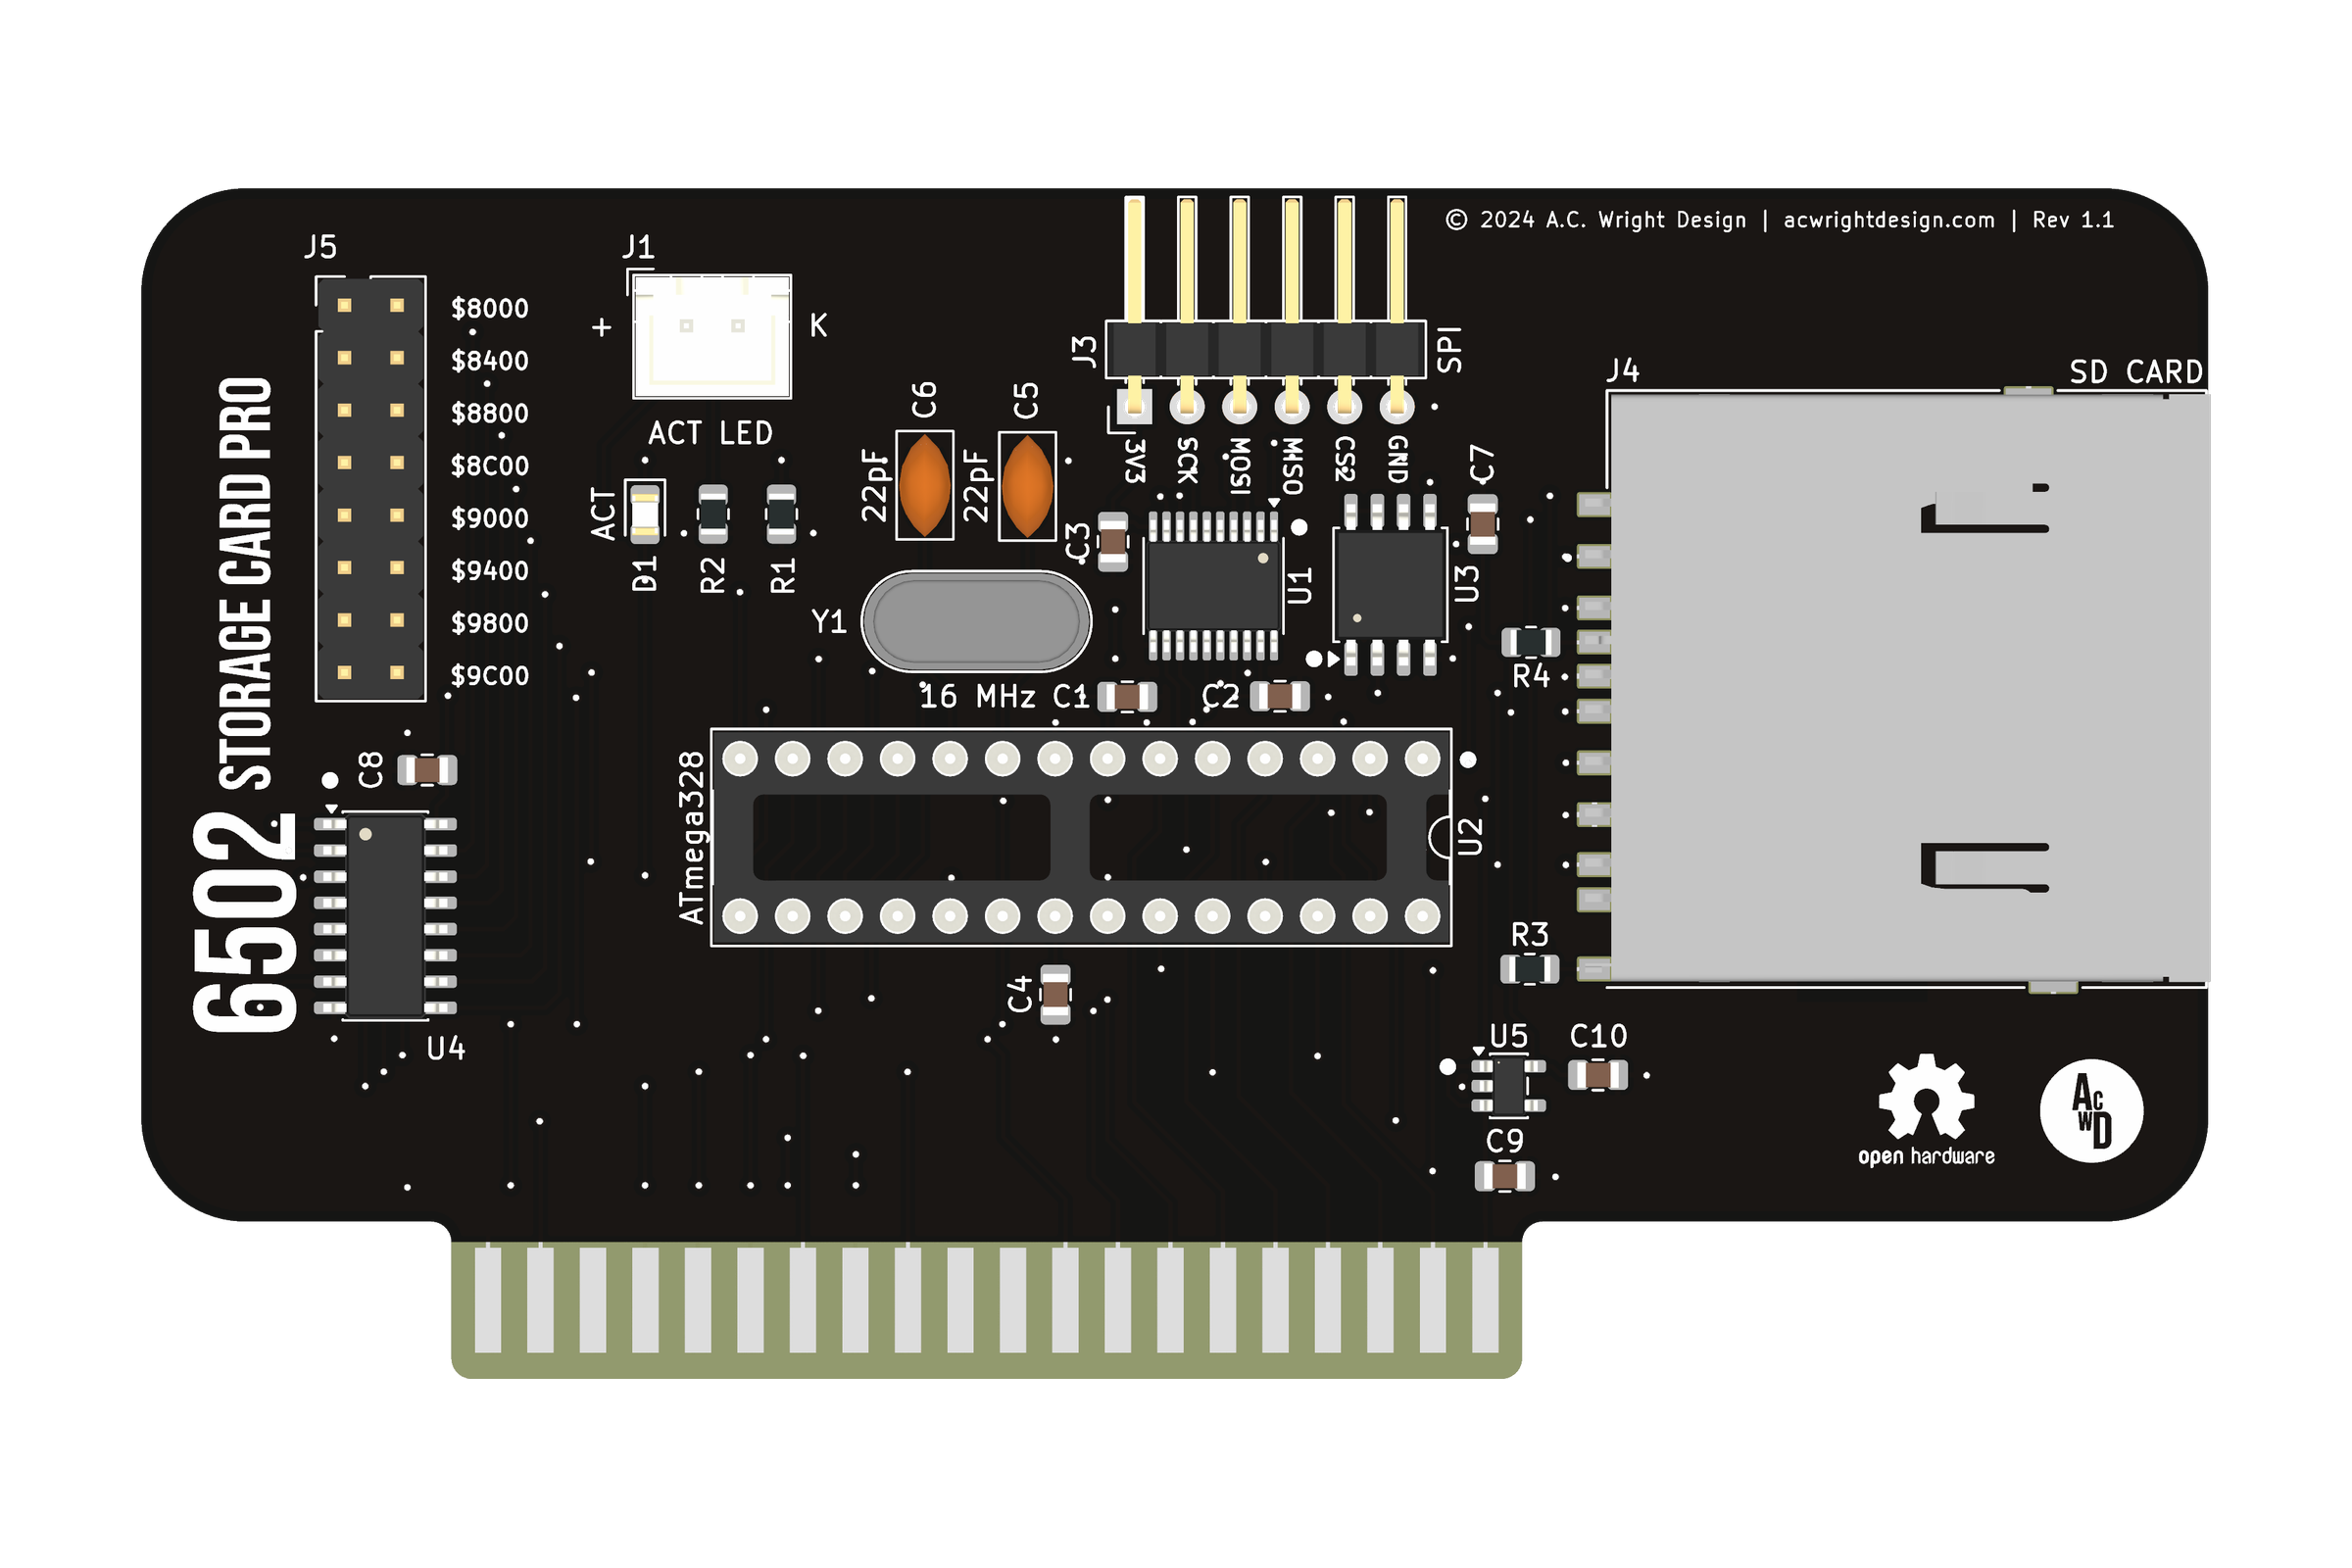 © 2024 A.C. Wright Design | acwrightdesign.com | Rev 1.1
J5
J1
$8000
$8400
$8800
$8C00
$9000
$9400
$9800
$9C00
+
K
ACT LED
J3
SPI
3V3
SCK
MOSI
MISO
CS2
GND
J4
SD CARD
6502 STORAGE CARD PRO
ACT
D1
R2
R1
C6
22pF
C5
22pF
Y1
16 MHz
C3
U1
U3
C7
C1
C2
R4
C8
U4
ATmega328
U2
C4
R3
U5
C10
C9
open hardware
ACWD